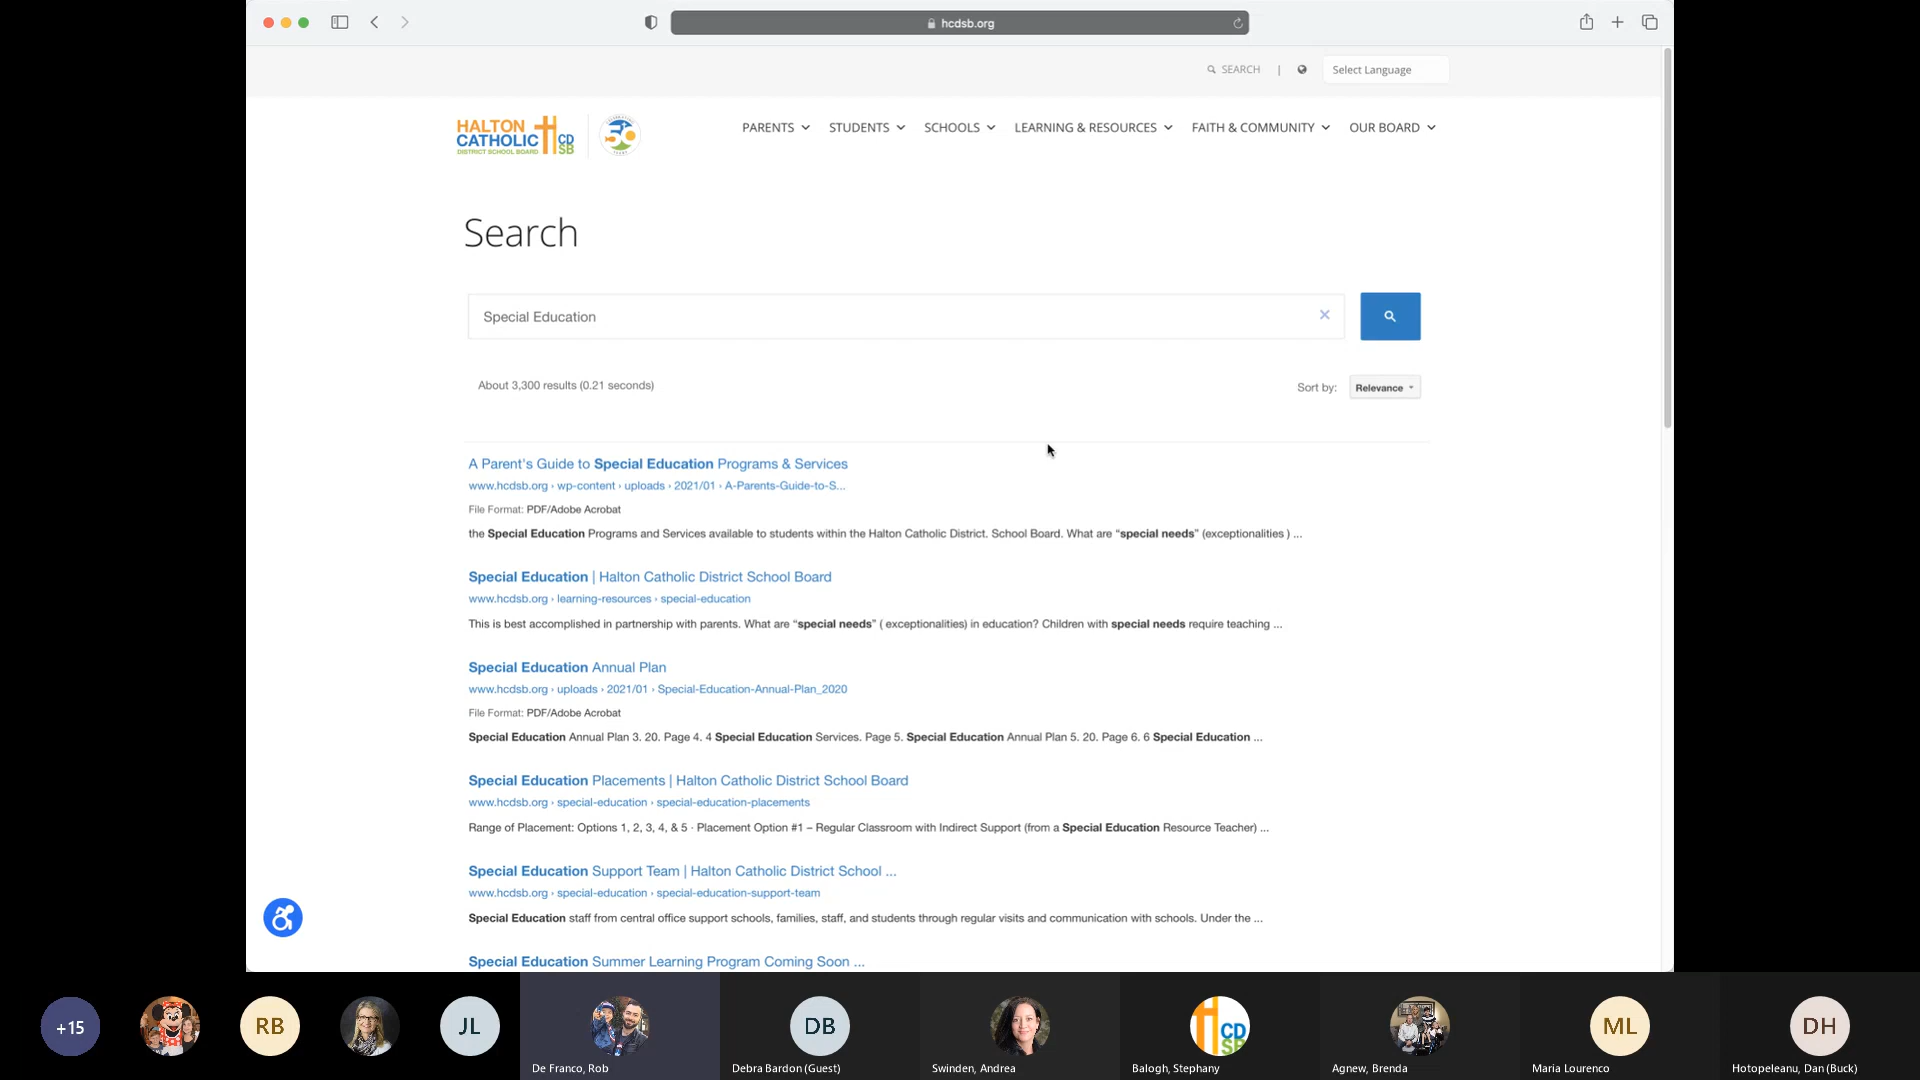 hcdsb.org
SEARCH | Select Language
HALTON
CATHOLIC
DISTRICT SCHOOL BOARD
CD
SB
PARENTS STUDENTS SCHOOLS LEARNING & RESOURCES FAITH & COMMUNITY OUR BOARD
Search
Special Education
About 3,300 results (0.21 seconds)
Sort by: Relevance
A Parent's Guide to Special Education Programs & Services
www.hcdsb.org › wp-content › uploads › 2021/01 › A-Parents-Guide-to-S...
File Format: PDF/Adobe Acrobat
the Special Education Programs and Services available to students within the Halton Catholic District. School Board. What are “special needs” (exceptionalities ) ...
Special Education | Halton Catholic District School Board
www.hcdsb.org › learning-resources › special-education
This is best accomplished in partnership with parents. What are “special needs” ( exceptionalities) in education? Children with special needs require teaching ...
Special Education Annual Plan
www.hcdsb.org › uploads › 2021/01 › Special-Education-Annual-Plan_2020
File Format: PDF/Adobe Acrobat
Special Education Annual Plan 3. 20. Page 4. 4 Special Education Services. Page 5. Special Education Annual Plan 5. 20. Page 6. 6 Special Education ...
Special Education Placements | Halton Catholic District School Board
www.hcdsb.org › special-education › special-education-placements
Range of Placement: Options 1, 2, 3, 4, & 5 · Placement Option #1 – Regular Classroom with Indirect Support (from a Special Education Resource Teacher) ...
Special Education Support Team | Halton Catholic District School ...
www.hcdsb.org › special-education › special-education-support-team
Special Education staff from central office support schools, families, staff, and students through regular visits and communication with schools. Under the ...
Special Education Summer Learning Program Coming Soon ...
+15
RB
JL
DB
CD
SB
ML
DH
De Franco, Rob
Debra Bardon (Guest)
Swinden, Andrea
Balogh, Stephany
Agnew, Brenda
Maria Lourenco
Hotopeleanu, Dan (Buck)